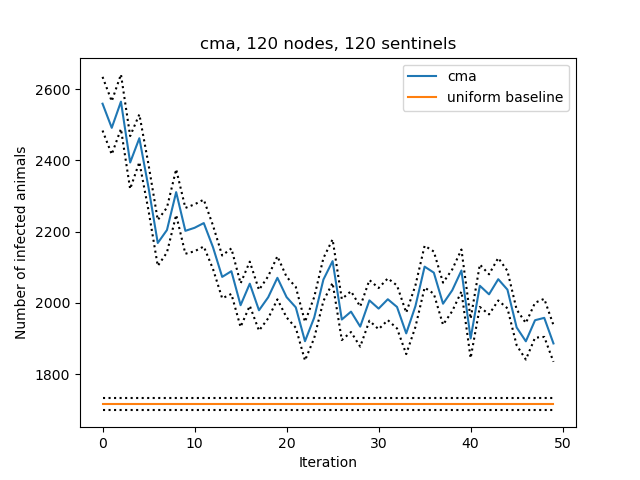 cma, 120 nodes, 120 sentinels
cma
uniform baseline
2600
2400
2200
2000
1800
Number of infected animals
0
10
20
30
40
50
Iteration